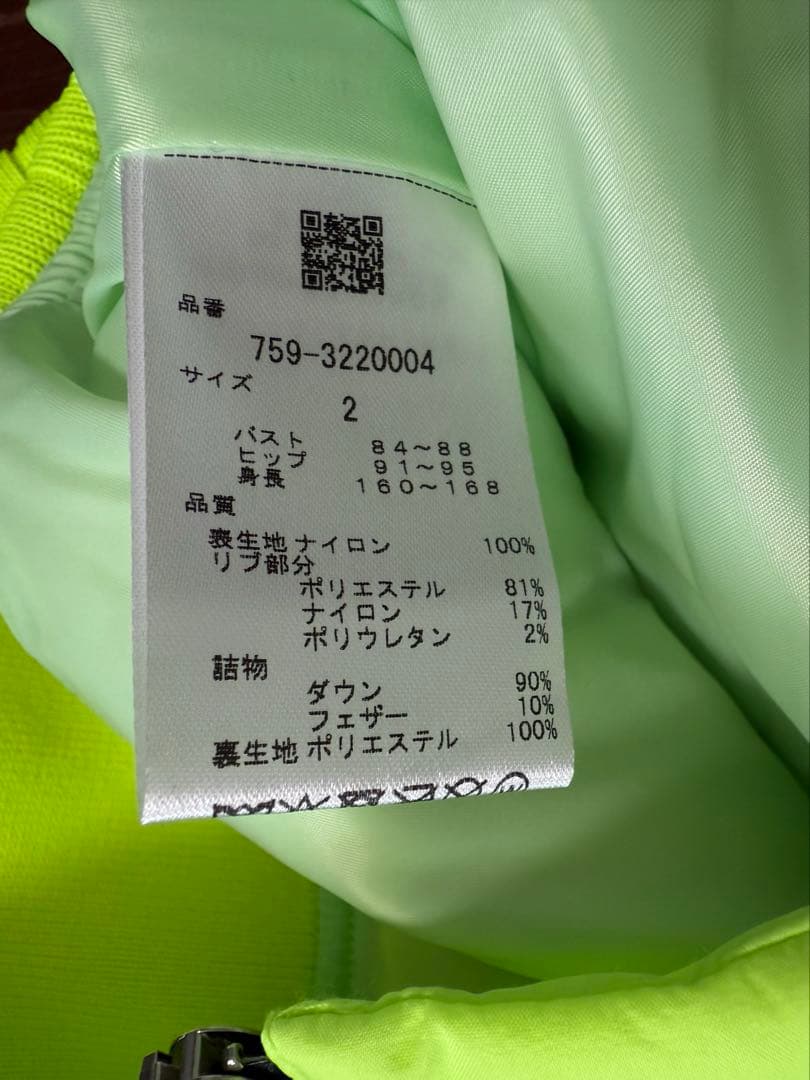 品番
759-3220004
サイズ
2
バスト 84～88
ヒップ 91～95
身長 160～168
品質
表生地 ナイロン 100%
リブ部分
ポリエステル 81%
ナイロン 17%
ポリウレタン 2%
詰物
ダウン 90%
フェザー 10%
裏生地 ポリエステル 100%